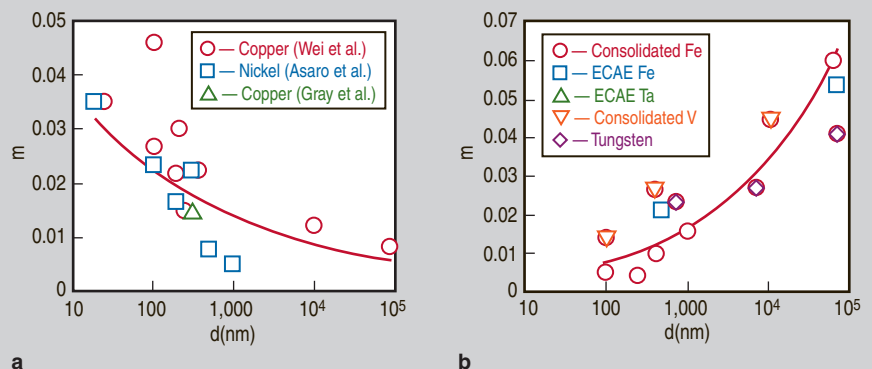 0.05
0.04
0.03
0.02
0.01
0
m
○ — Copper (Wei et al.)
□ — Nickel (Asaro et al.)
△ — Copper (Gray et al.)
10
100
1,000
10⁴
10⁵
d(nm)
a
0.07
0.06
0.05
0.04
0.03
0.02
0.01
0
m
○ — Consolidated Fe
□ — ECAE Fe
△ — ECAE Ta
▽ — Consolidated V
◇ — Tungsten
10
100
1,000
10⁴
10⁵
d(nm)
b